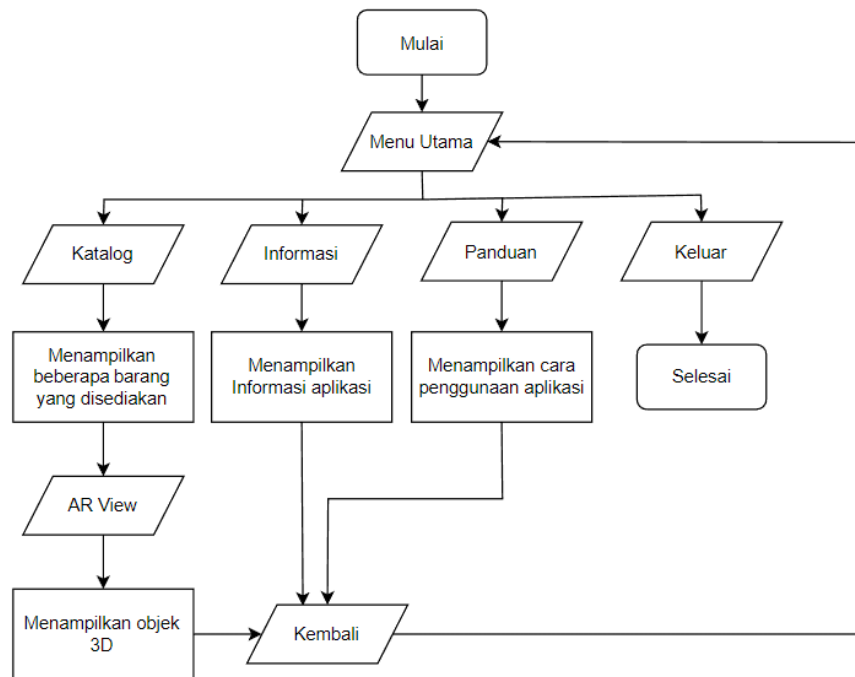 Mulai
Menu Utama
Katalog
Informasi
Panduan
Keluar
Menampilkan
beberapa barang
yang disediakan
Menampilkan
Informasi aplikasi
Menampilkan cara
penggunaan aplikasi
Selesai
AR View
Menampilkan objek
3D
Kembali